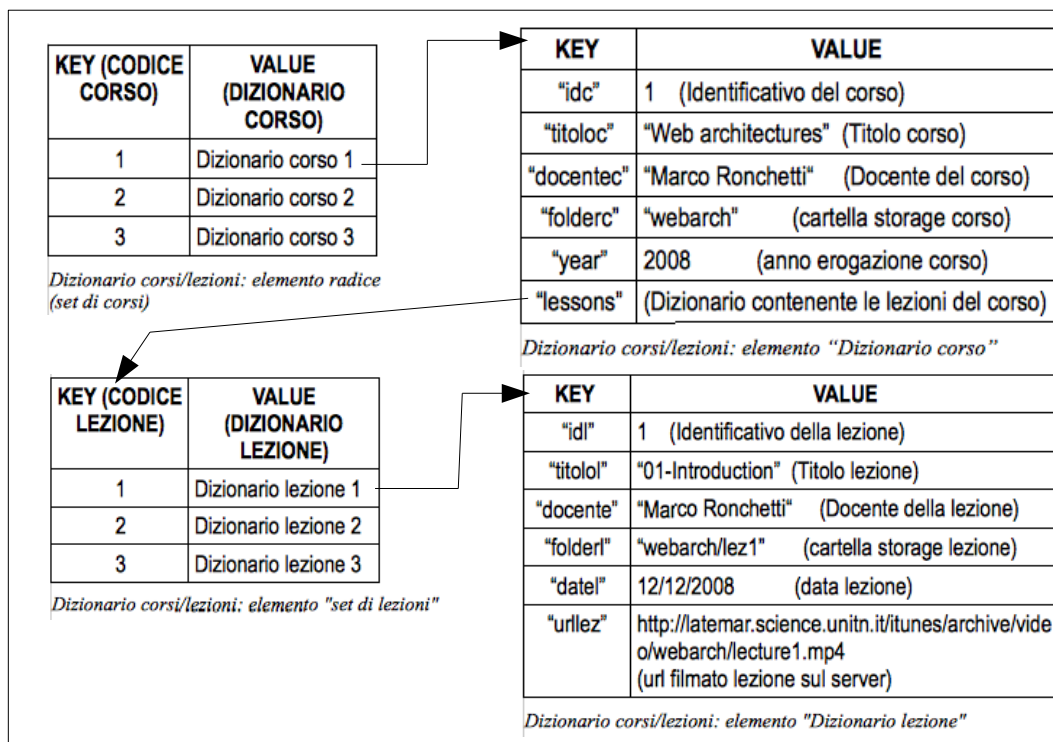 KEY (CODICE CORSO)
VALUE (DIZIONARIO CORSO)
1
Dizionario corso 1
2
Dizionario corso 2
3
Dizionario corso 3
Dizionario corsi/lezioni: elemento radice
(set di corsi)
KEY
VALUE
“idc”
1 (Identificativo del corso)
“titoloc”
“Web architectures” (Titolo corso)
“docentec”
“Marco Ronchetti“ (Docente del corso)
“folderc”
“webarch” (cartella storage corso)
“year”
2008 (anno erogazione corso)
“lessons”
(Dizionario contenente le lezioni del corso)
Dizionario corsi/lezioni: elemento “Dizionario corso”
KEY (CODICE LEZIONE)
VALUE (DIZIONARIO LEZIONE)
1
Dizionario lezione 1
2
Dizionario lezione 2
3
Dizionario lezione 3
Dizionario corsi/lezioni: elemento "set di lezioni"
KEY
VALUE
“idl”
1 (Identificativo della lezione)
“titolol”
“01-Introduction” (Titolo lezione)
“docente”
“Marco Ronchetti“ (Docente della lezione)
“folderl”
“webarch/lez1” (cartella storage lezione)
“datel”
12/12/2008 (data lezione)
“urllez”
http://latemar.science.unitn.it/itunes/archive/vide
o/webarch/lecture1.mp4
(url filmato lezione sul server)
Dizionario corsi/lezioni: elemento "Dizionario lezione"